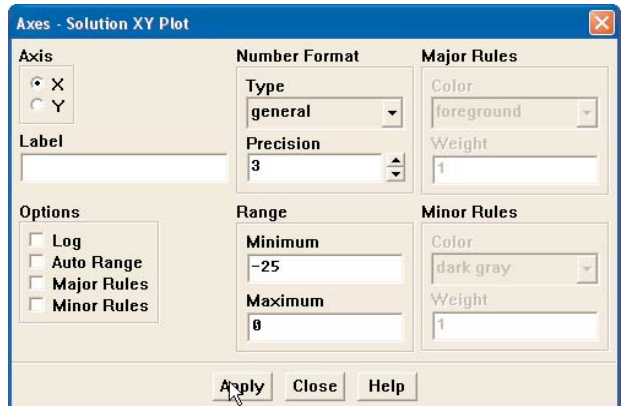 Axes - Solution XY Plot
Axis
X
Y
Label
Options
Log
Auto Range
Major Rules
Minor Rules
Number Format
Type
general
Precision
3
Range
Minimum
-25
Maximum
0
Major Rules
Color
foreground
Weight
1
Minor Rules
Color
dark gray
Weight
1
Apply
Close
Help